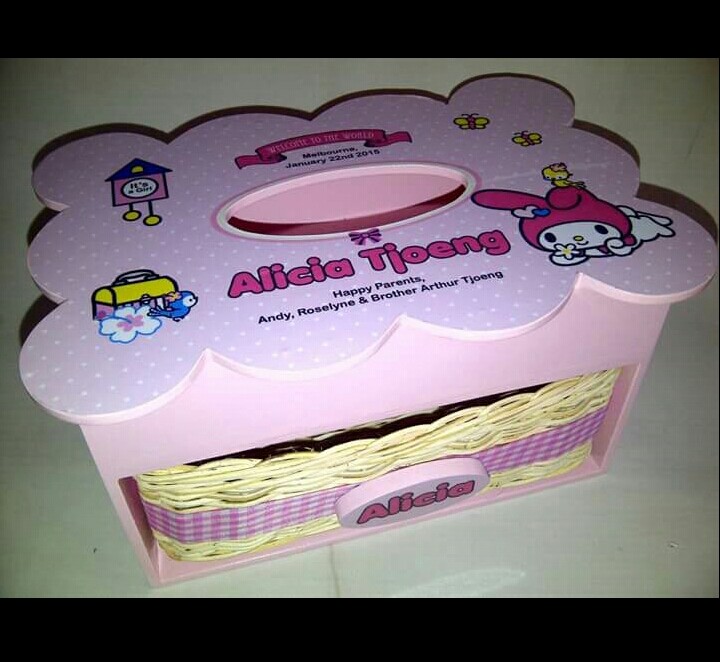 WELCOME TO THE WORLD
Melbourne,
January 22nd 2015
It's
a Girl
Alicia Tjoeng
Happy Parents,
Andy, Roselyne & Brother Arthur Tjoeng
Alicia